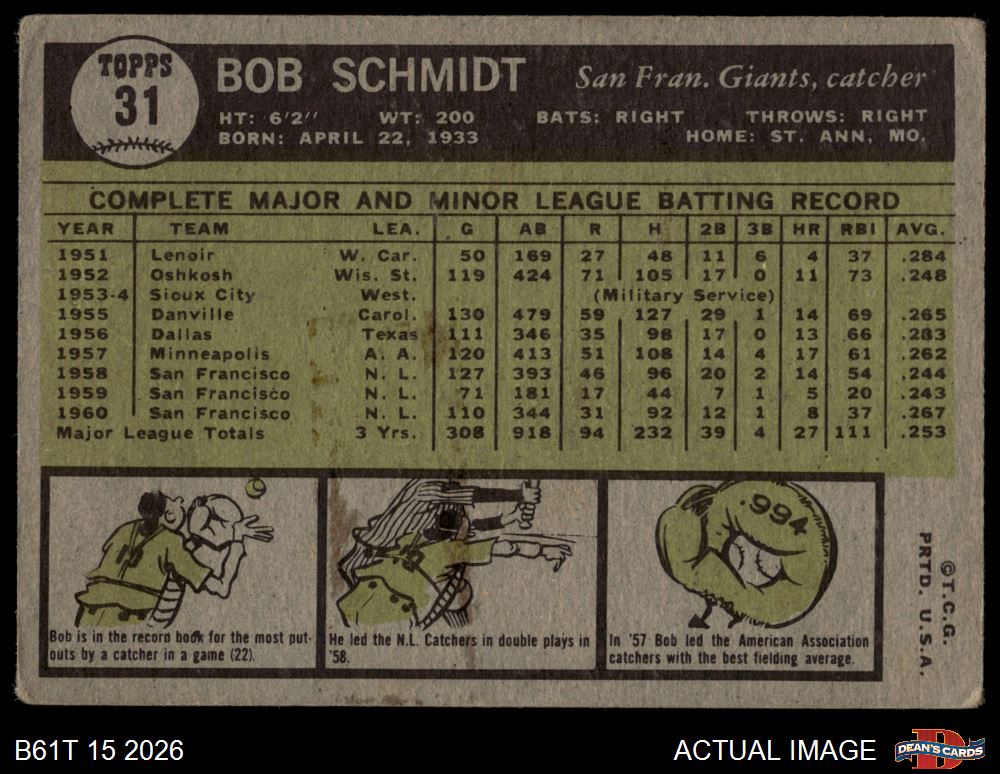 TOPPS
31
BOB SCHMIDT
San Fran. Giants, catcher
HT: 6'2" WT: 200 BATS: RIGHT THROWS: RIGHT
BORN: APRIL 22, 1933 HOME: ST. ANN, MO.
COMPLETE MAJOR AND MINOR LEAGUE BATTING RECORD
YEAR TEAM LEA. G AB R H 2B 3B HR RBI AVG.
1951 Lenoir W. Car. 50 169 27 48 11 6 4 37 .284
1952 Oshkosh Wis. St. 119 424 71 105 17 0 11 73 .248
1953-4 Sioux City West. (Military Service)
1955 Danville Carol. 130 479 59 127 29 1 14 69 .265
1956 Dallas Texas 111 346 35 98 17 0 13 66 .283
1957 Minneapolis A. A. 120 413 51 108 14 4 17 61 .262
1958 San Francisco N. L. 127 393 46 96 20 2 14 54 .244
1959 San Francisco N. L. 71 181 17 44 7 1 5 20 .243
1960 San Francisco N. L. 110 344 31 92 12 1 8 37 .267
Major League Totals 3 Yrs. 308 918 94 232 39 4 27 111 .253
Bob is in the record book for the most put-
outs by a catcher in a game (22).
He led the N.L. Catchers in double plays in
'58.
.994
In '57 Bob led the American Association
catchers with the best fielding average.
©T.C.G.
PRTD. U.S.A.
B61T 15 2026
ACTUAL IMAGE
DEAN'S CARDS